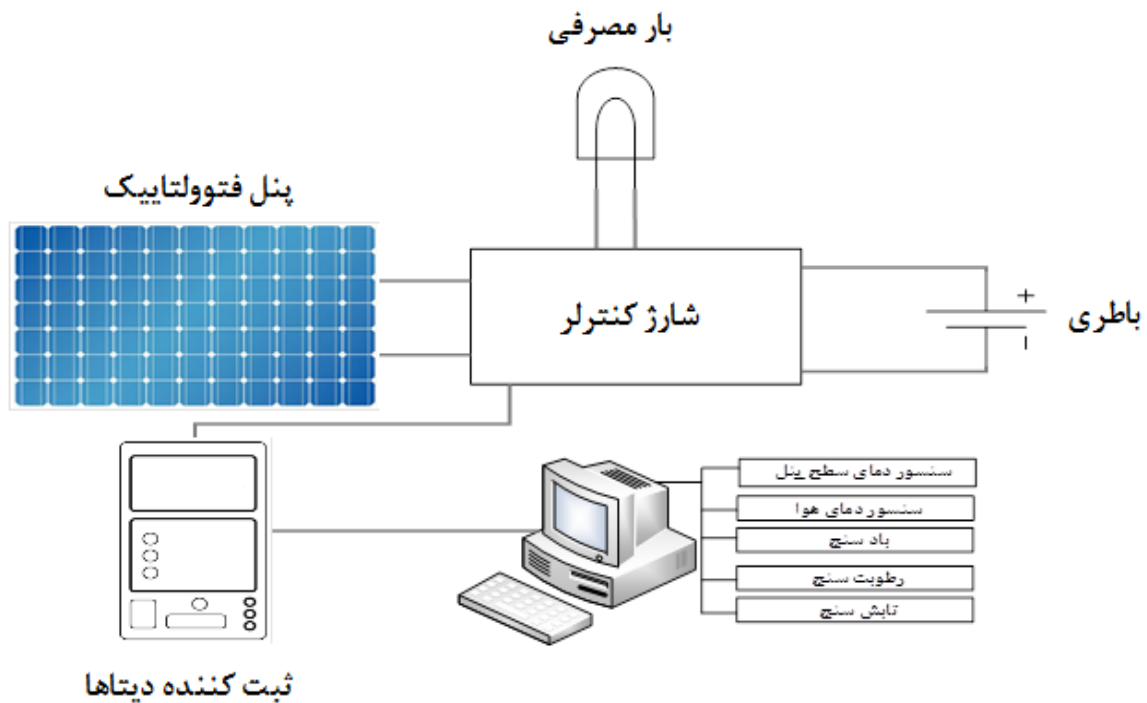 بار مصرفی
پنل فتوولتاییک
شارژ کنترلر
باطری
+
سنسور دمای سطح پنل
سنسور دمای هوا
باد سنج
رطوبت سنج
تابش سنج
ثبت کننده دیتاها